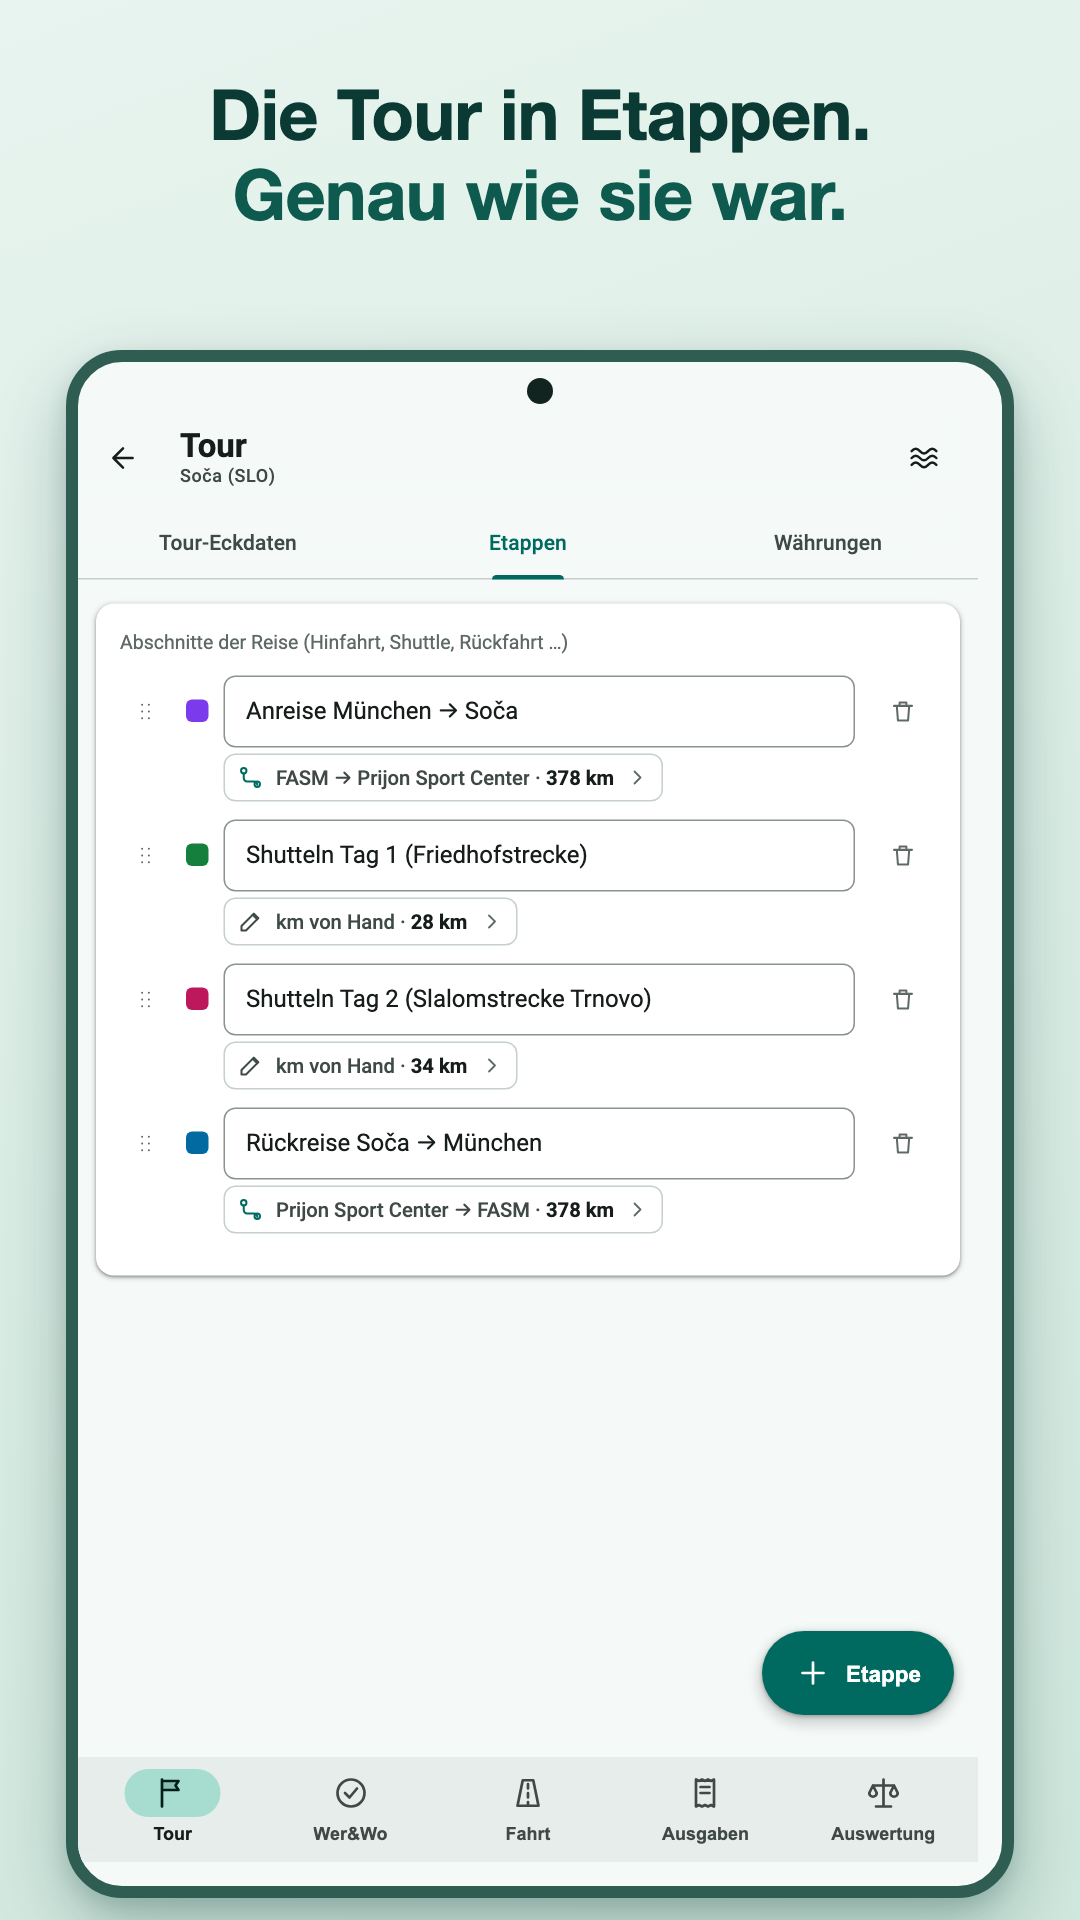 Die Tour in Etappen.
Genau wie sie war.
Tour
Soča (SLO)
Tour-Eckdaten
Etappen
Währungen
Abschnitte der Reise (Hinfahrt, Shuttle, Rückfahrt ...)
Anreise München → Soča
FASM → Prijon Sport Center · 378 km
Shutteln Tag 1 (Friedhofstrecke)
km von Hand · 28 km
Shutteln Tag 2 (Slalomstrecke Trnovo)
km von Hand · 34 km
Rückreise Soča → München
Prijon Sport Center → FASM · 378 km
+ Etappe
Tour
Wer&Wo
Fahrt
Ausgaben
Auswertung